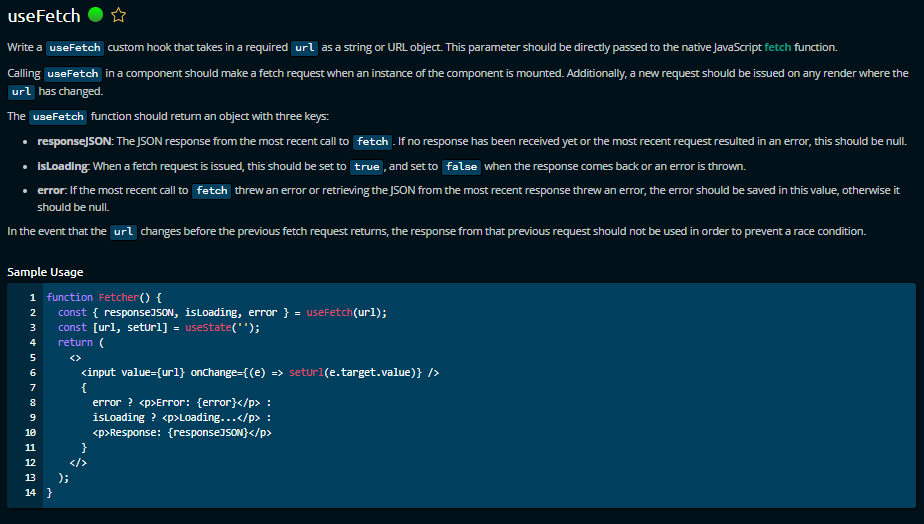 useFetch
Write a useFetch custom hook that takes in a required url as a string or URL object. This parameter should be directly passed to the native JavaScript fetch function.
Calling useFetch in a component should make a fetch request when an instance of the component is mounted. Additionally, a new request should be issued on any render where the
url has changed.
The useFetch function should return an object with three keys:
• responseJSON: The JSON response from the most recent call to fetch. If no response has been received yet or the most recent request resulted in an error, this should be null.
• isLoading: When a fetch request is issued, this should be set to true, and set to false when the response comes back or an error is thrown.
• error: If the most recent call to fetch threw an error or retrieving the JSON from the most recent response threw an error, the error should be saved in this value, otherwise it
should be null.
In the event that the url changes before the previous fetch request returns, the response from that previous request should not be used in order to prevent a race condition.
Sample Usage
1 function Fetcher() {
2   const { responseJSON, isLoading, error } = useFetch(url);
3   const [url, setUrl] = useState('');
4   return (
5     <>
6       <input value={url} onChange={(e) => setUrl(e.target.value)} />
7       {
8         error ? <p>Error: {error}</p> :
9         isLoading ? <p>Loading...</p> :
10         <p>Response: {responseJSON}</p>
11       }
12     </>
13   );
14 }